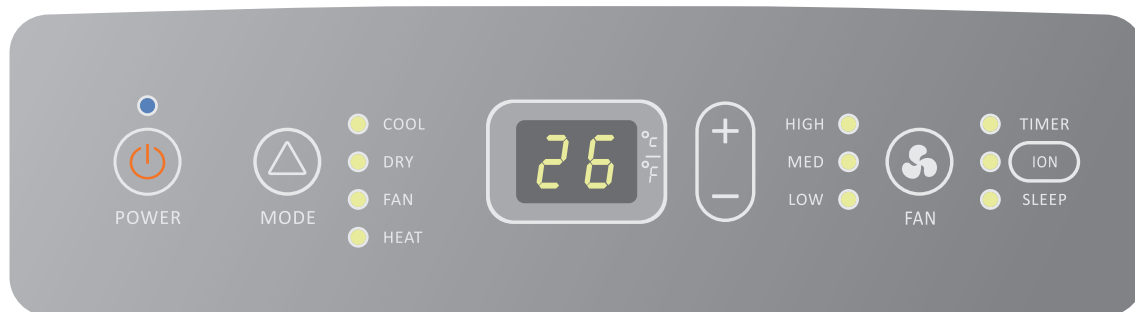 POWER
MODE
COOL
DRY
FAN
HEAT
26
°C
°F
+
−
HIGH
MED
LOW
FAN
TIMER
ION
SLEEP